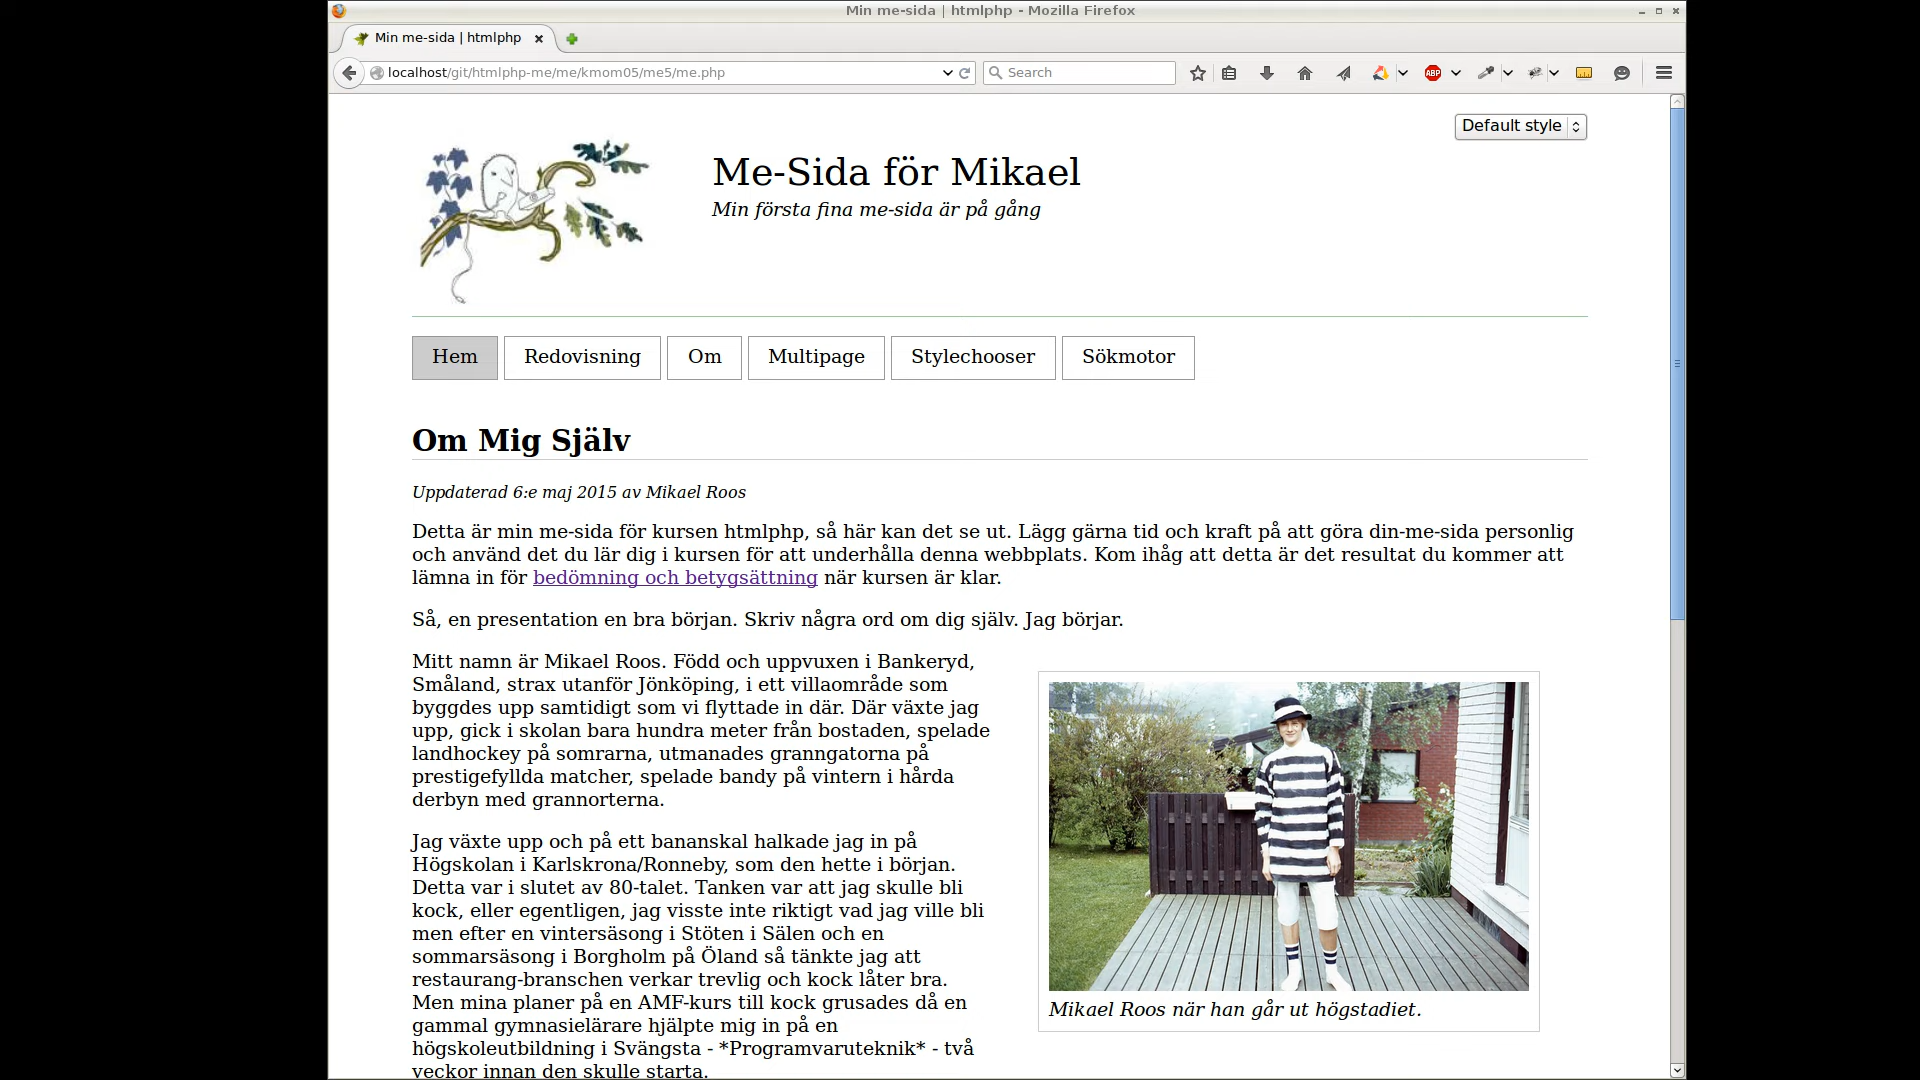 Min me-sida | htmlphp - Mozilla Firefox
Min me-sida | htmlphp
localhost/git/htmlphp-me/me/kmom05/me5/me.php
Search
ABP
Default style
Me-Sida för Mikael
Min första fina me-sida är på gång
Hem
Redovisning
Om
Multipage
Stylechooser
Sökmotor
Om Mig Själv
Uppdaterad 6:e maj 2015 av Mikael Roos
Detta är min me-sida för kursen htmlphp, så här kan det se ut. Lägg gärna tid och kraft på att göra din-me-sida personlig
och använd det du lär dig i kursen för att underhålla denna webbplats. Kom ihåg att detta är det resultat du kommer att
lämna in för bedömning och betygsättning när kursen är klar.
Så, en presentation en bra början. Skriv några ord om dig själv. Jag börjar.
Mitt namn är Mikael Roos. Född och uppvuxen i Bankeryd,
Småland, strax utanför Jönköping, i ett villaområde som
byggdes upp samtidigt som vi flyttade in där. Där växte jag
upp, gick i skolan bara hundra meter från bostaden, spelade
landhockey på somrarna, utmanades granngatorna på
prestigefyllda matcher, spelade bandy på vintern i hårda
derbyn med grannorterna.
Jag växte upp och på ett bananskal halkade jag in på
Högskolan i Karlskrona/Ronneby, som den hette i början.
Detta var i slutet av 80-talet. Tanken var att jag skulle bli
kock, eller egentligen, jag visste inte riktigt vad jag ville bli
men efter en vintersäsong i Stöten i Sälen och en
sommarsäsong i Borgholm på Öland så tänkte jag att
restaurang-branschen verkar trevlig och kock låter bra.
Men mina planer på en AMF-kurs till kock grusades då en
gammal gymnasielärare hjälpte mig in på en
högskoleutbildning i Svängsta - *Programvaruteknik* - två
veckor innan den skulle starta.
Mikael Roos när han går ut högstadiet.